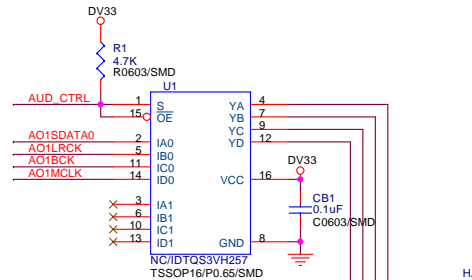 DV33
R1
4.7K
R0603/SMD
U1
AUD_CTRL 1 S YA 4
15 OE YB 7
YC 9
AO1SDATA0 2 IA0 YD 12
AO1LRCK 5 IB0
AO1BCK 11 IC0
AO1MCLK 14 ID0 VCC 16
DV33
3 IA1
6 IB1
10 IC1
13 ID1 GND 8
CB1
0.1uF
C0603/SMD
NC/IDTQS3VH257
TSSOP16/P0.65/SMD
H